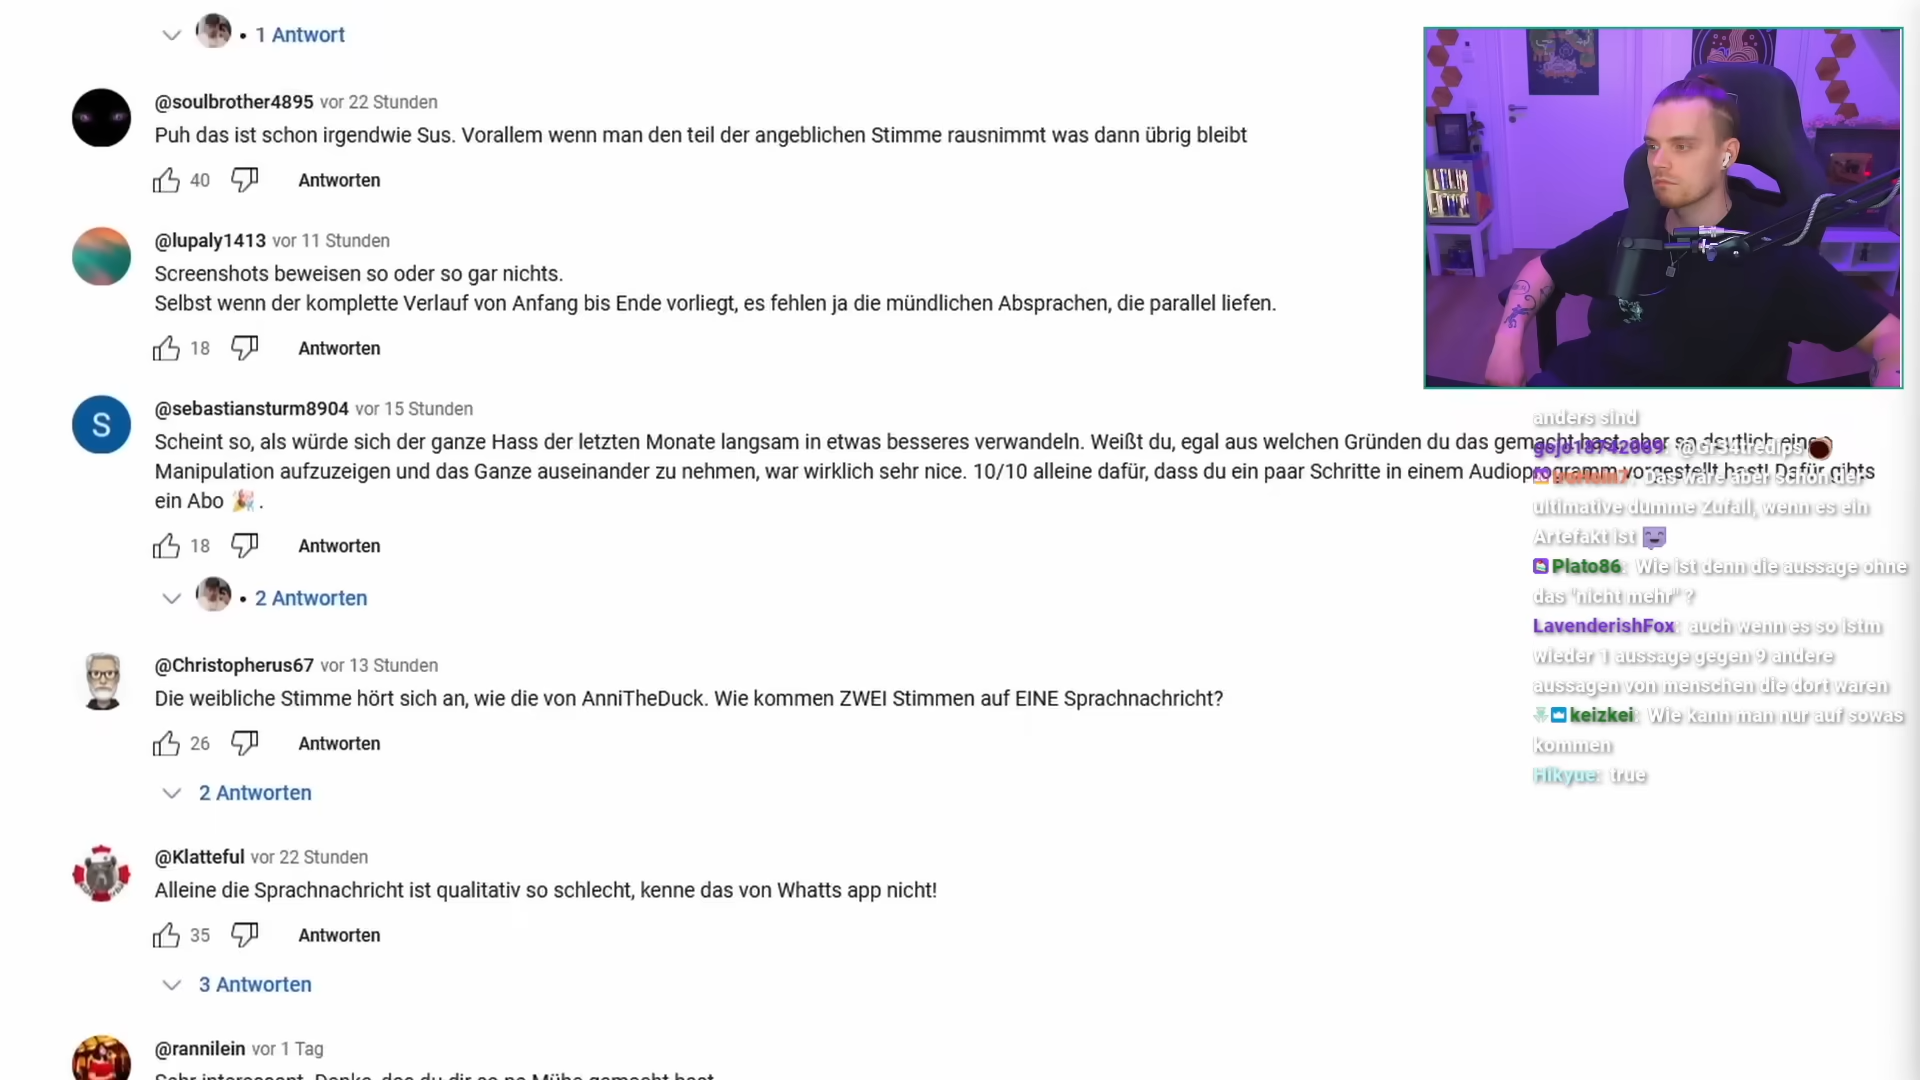 • 1 Antwort
@soulbrother4895 vor 22 Stunden
Puh das ist schon irgendwie Sus. Vorallem wenn man den teil der angeblichen Stimme rausnimmt was dann übrig bleibt
40 Antworten
@lupaly1413 vor 11 Stunden
Screenshots beweisen so oder so gar nichts.
Selbst wenn der komplette Verlauf von Anfang bis Ende vorliegt, es fehlen ja die mündlichen Absprachen, die parallel liefen.
18 Antworten
S
@sebastiansturm8904 vor 15 Stunden
Scheint so, als würde sich der ganze Hass der letzten Monate langsam in etwas besseres verwandeln. Weißt du, egal aus welchen Gründen du das gemacht hast, aber so deutlich eine
Manipulation aufzuzeigen und das Ganze auseinander zu nehmen, war wirklich sehr nice. 10/10 alleine dafür, dass du ein paar Schritte in einem Audioprogramm vorgestellt hast! Dafür gibts
ein Abo 🎉 .
18 Antworten
• 2 Antworten
@Christopherus67 vor 13 Stunden
Die weibliche Stimme hört sich an, wie die von AnniTheDuck. Wie kommen ZWEI Stimmen auf EINE Sprachnachricht?
26 Antworten
2 Antworten
@Klatteful vor 22 Stunden
Alleine die Sprachnachricht ist qualitativ so schlecht, kenne das von Whatts app nicht!
35 Antworten
3 Antworten
@rannilein vor 1 Tag
Sehr interessant. Danke, das du dir so ne Mühe gemacht hast.
anders sind
Das wäre aber schon der
ultimative dumme Zufall, wenn es ein
Artefakt ist
Plato86: Wie ist denn die aussage ohne
das "nicht mehr" ?
LavenderishFox: auch wenn es so istm
wieder 1 aussage gegen 9 andere
aussagen von menschen die dort waren
keizkei: Wie kann man nur auf sowas
kommen
Hikyue: true